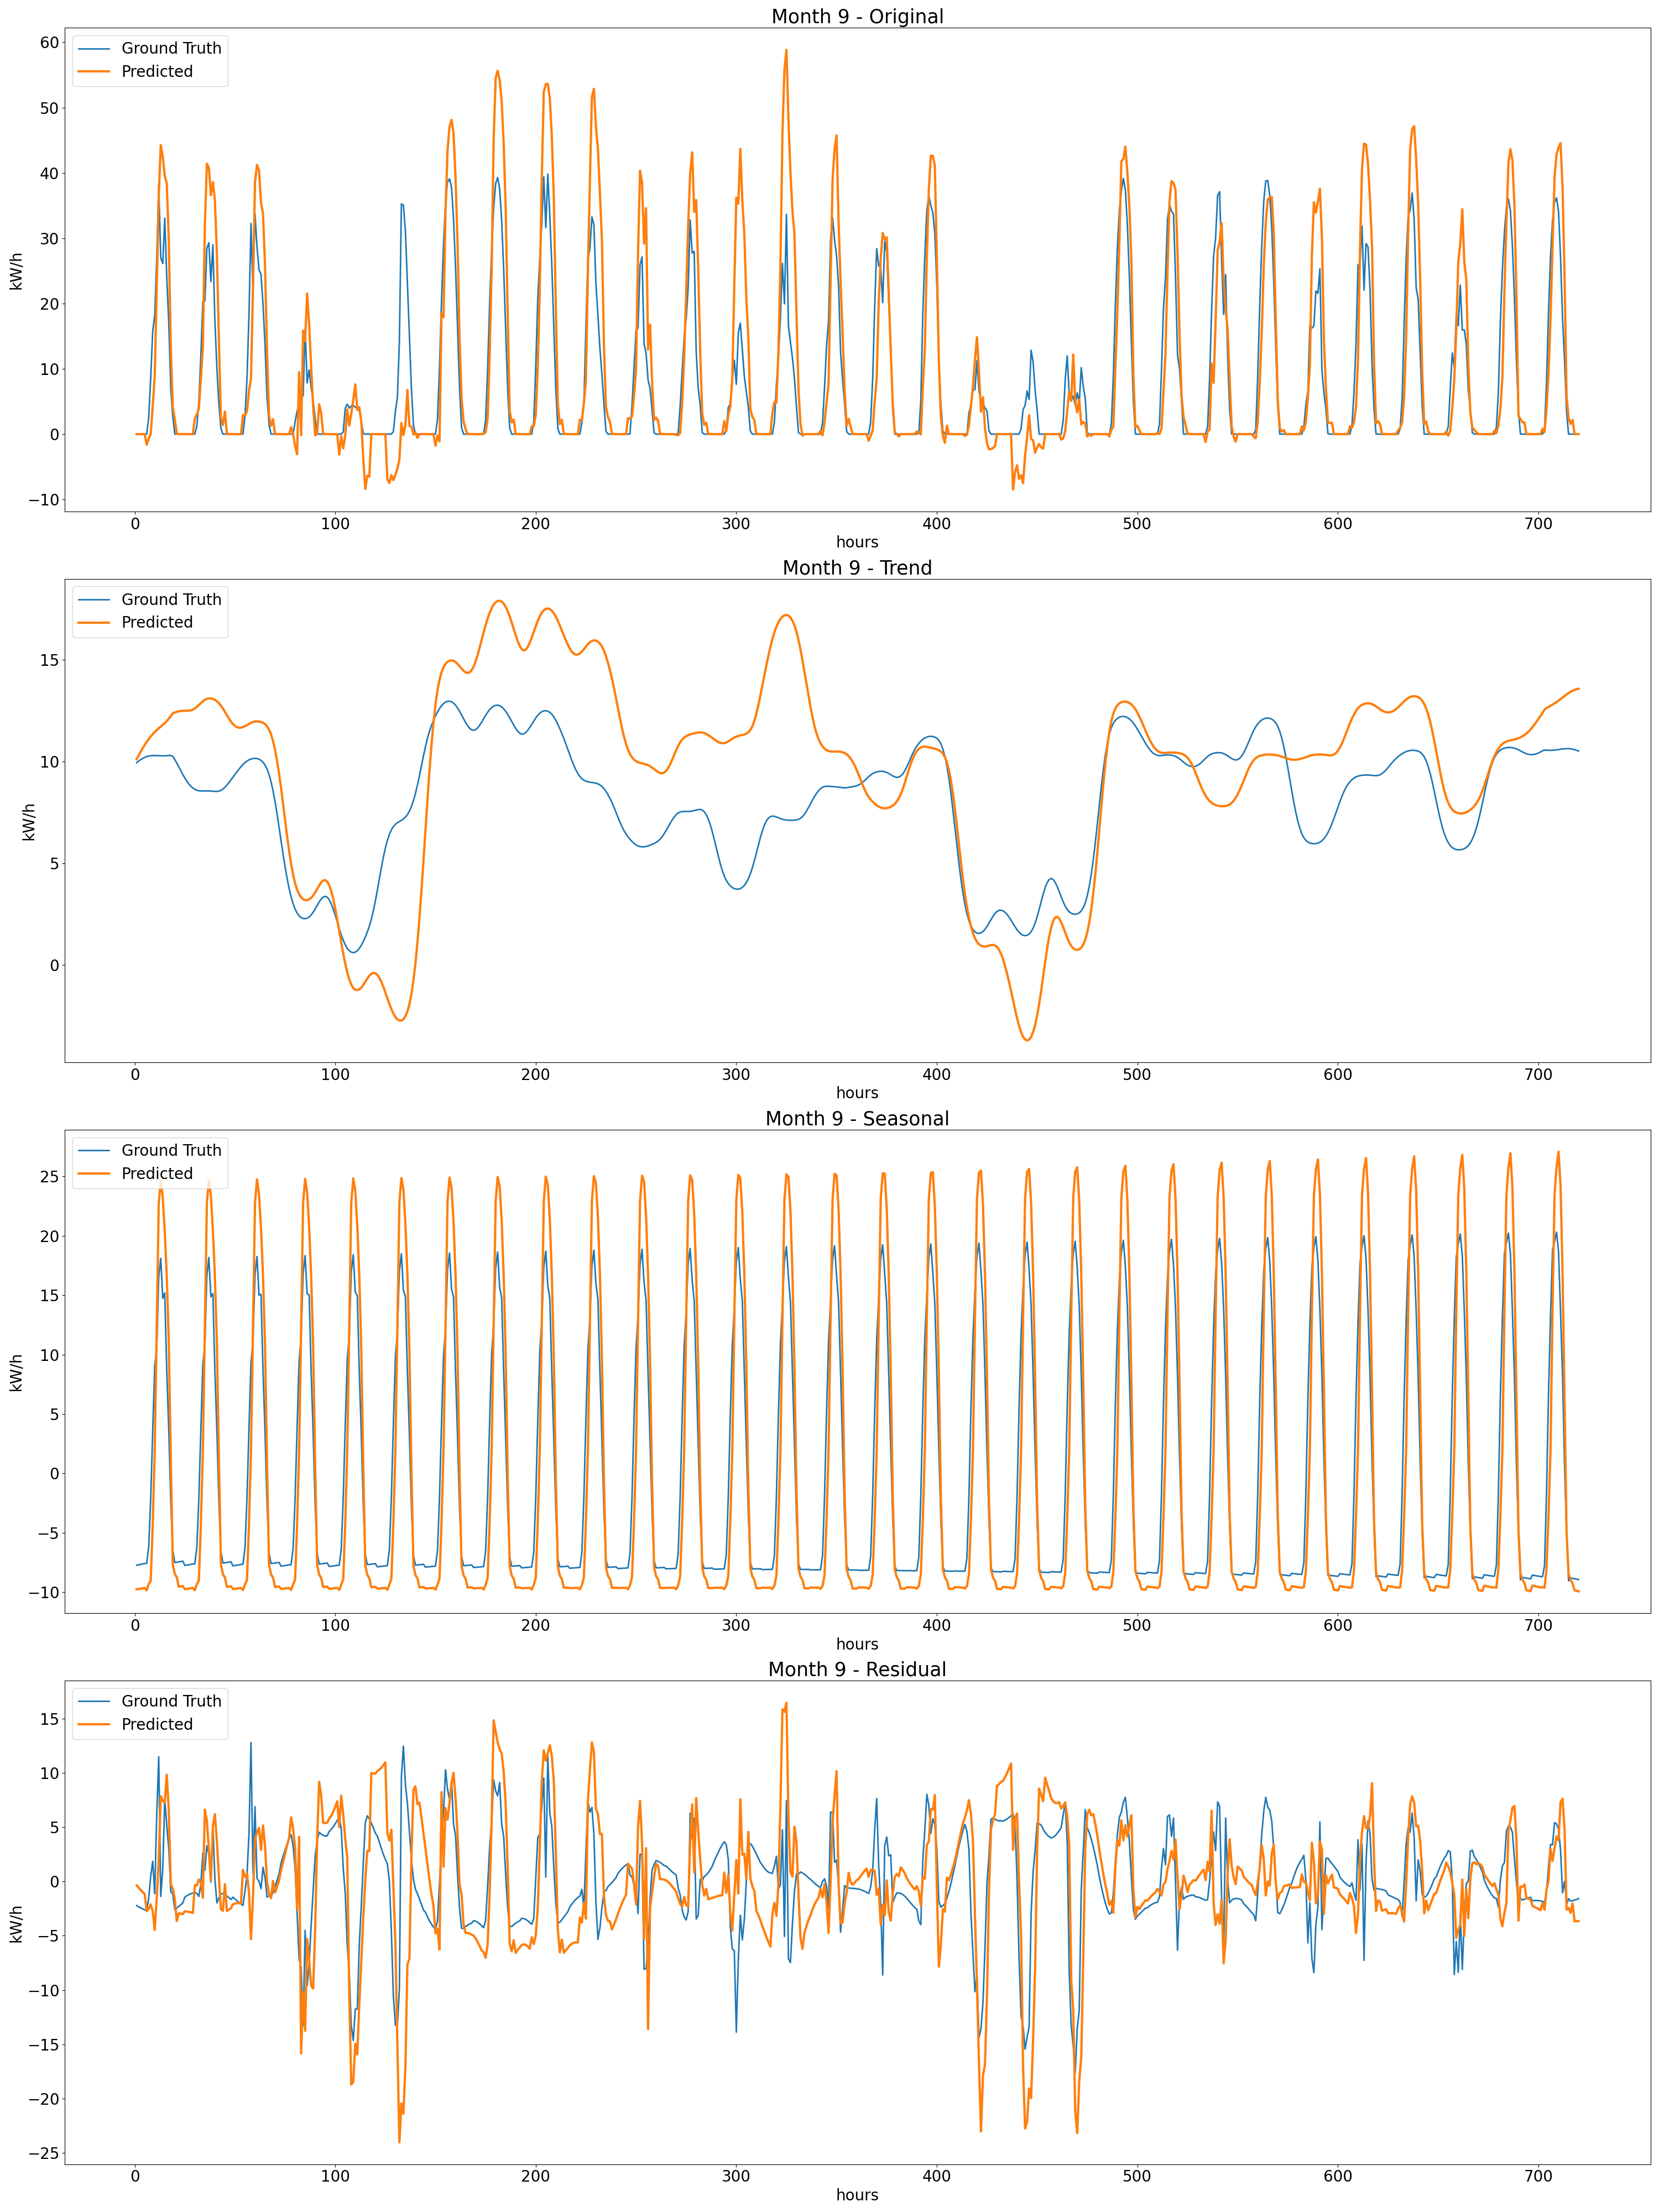 Month 9 - Original
Ground Truth
Predicted
60
50
40
30
20
10
0
−10
kW/h
0 100 200 300 400 500 600 700
hours
Month 9 - Trend
Ground Truth
Predicted
15
10
5
0
kW/h
0 100 200 300 400 500 600 700
hours
Month 9 - Seasonal
Ground Truth
Predicted
25
20
15
10
5
0
−5
−10
kW/h
0 100 200 300 400 500 600 700
hours
Month 9 - Residual
Ground Truth
Predicted
15
10
5
0
−5
−10
−15
−20
−25
kW/h
0 100 200 300 400 500 600 700
hours